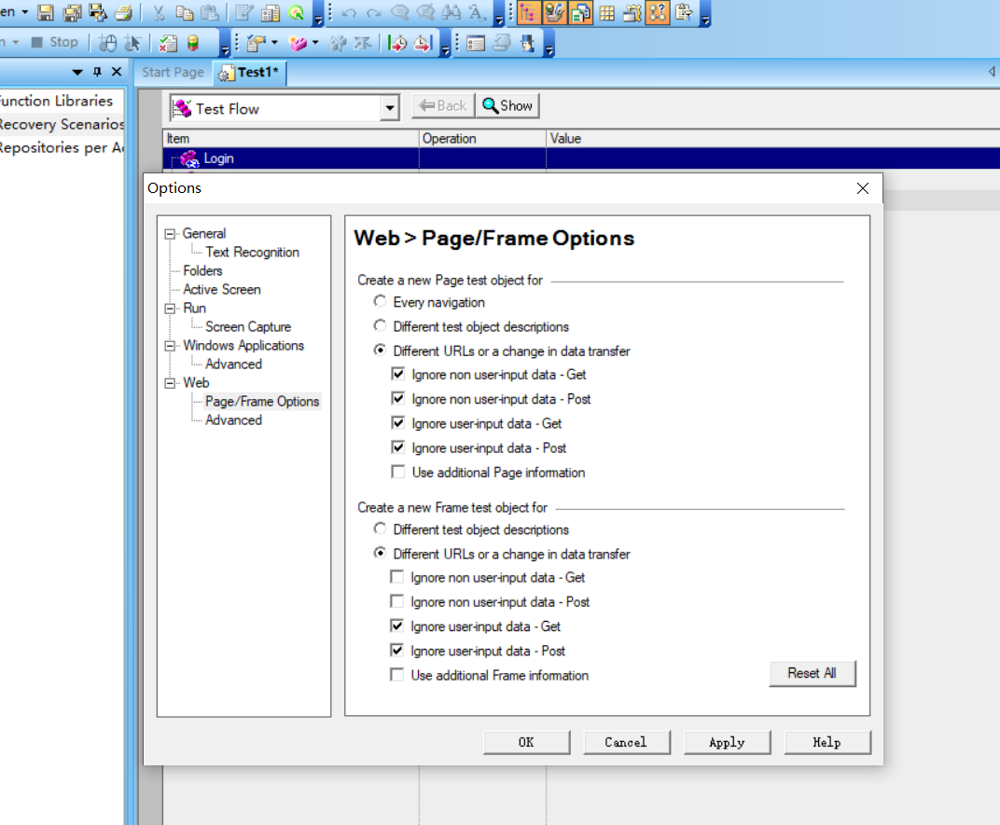 Stop
Start Page
Test1*
Function Libraries
Recovery Scenarios
Repositories per
Test Flow
Back
Show
Item
Operation
Value
Login
Options
General
Text Recognition
Folders
Active Screen
Run
Screen Capture
Windows Applications
Advanced
Web
Page/Frame Options
Advanced
Web > Page/Frame Options
Create a new Page test object for
Every navigation
Different test object descriptions
Different URLs or a change in data transfer
Ignore non user-input data - Get
Ignore non user-input data - Post
Ignore user-input data - Get
Ignore user-input data - Post
Use additional Page information
Create a new Frame test object for
Different test object descriptions
Different URLs or a change in data transfer
Ignore non user-input data - Get
Ignore non user-input data - Post
Ignore user-input data - Get
Ignore user-input data - Post
Use additional Frame information
Reset All
OK
Cancel
Apply
Help